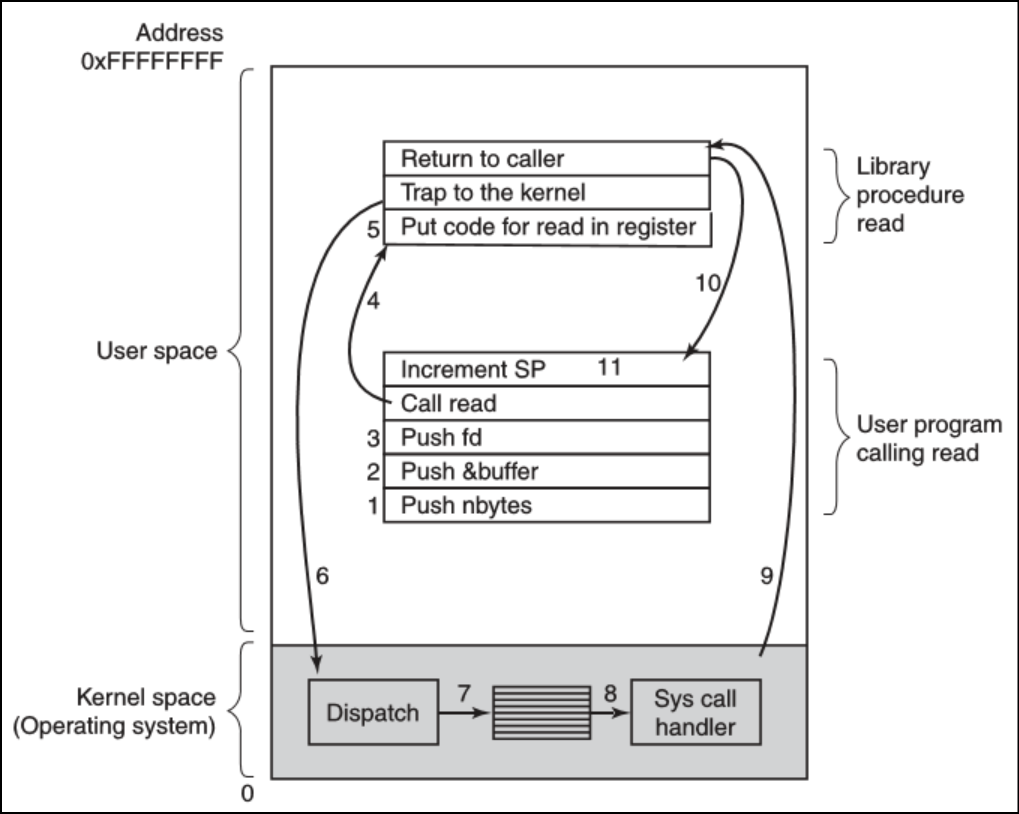 Address
0xFFFFFFFF
Return to caller
Trap to the kernel
5 Put code for read in register
Library
procedure
read
4
10
User space
Increment SP 11
Call read
3 Push fd
2 Push &buffer
1 Push nbytes
User program
calling read
6
9
Kernel space
(Operating system)
Dispatch
7
8
Sys call
handler
0